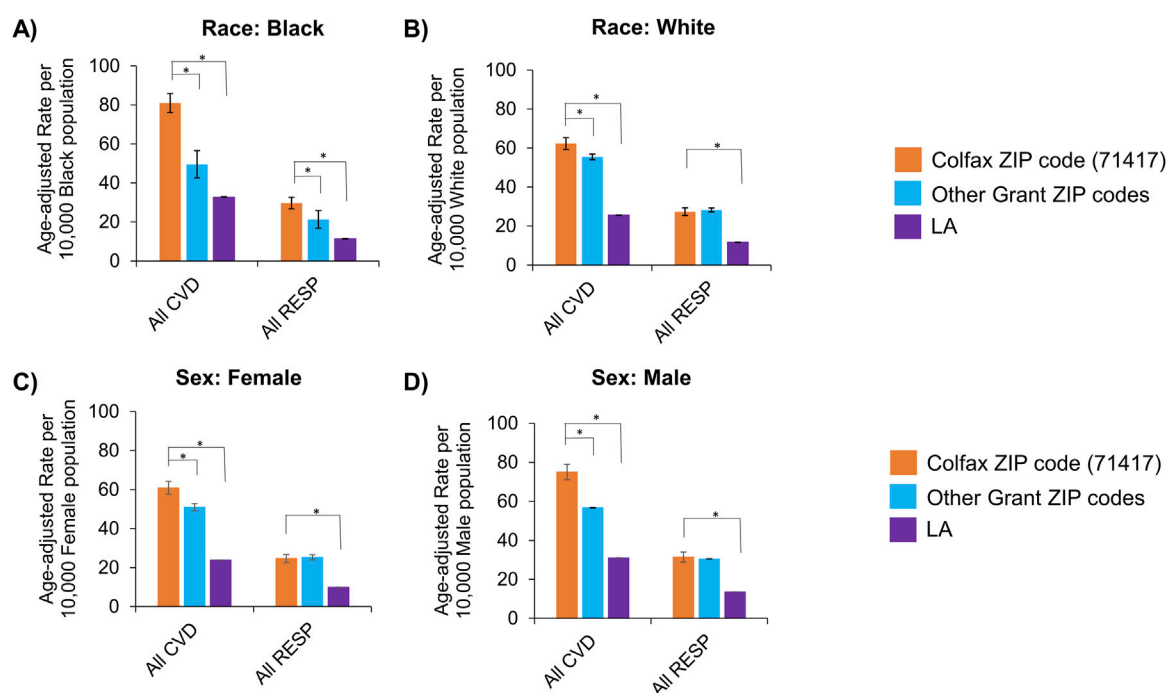 A)
Race: Black
Age-adjusted Rate per
10,000 Black population
100
80
60
40
20
0
*
*
*
*
All CVD
All RESP
B)
Race: White
Age-adjusted Rate per
10,000 White population
100
80
60
40
20
0
*
*
*
All CVD
All RESP
Colfax ZIP code (71417)
Other Grant ZIP codes
LA
C)
Sex: Female
Age-adjusted Rate per
10,000 Female population
100
80
60
40
20
0
*
*
*
All CVD
All RESP
D)
Sex: Male
Age-adjusted Rate per
10,000 Male population
100
80
60
40
20
0
*
*
*
All CVD
All RESP
Colfax ZIP code (71417)
Other Grant ZIP codes
LA